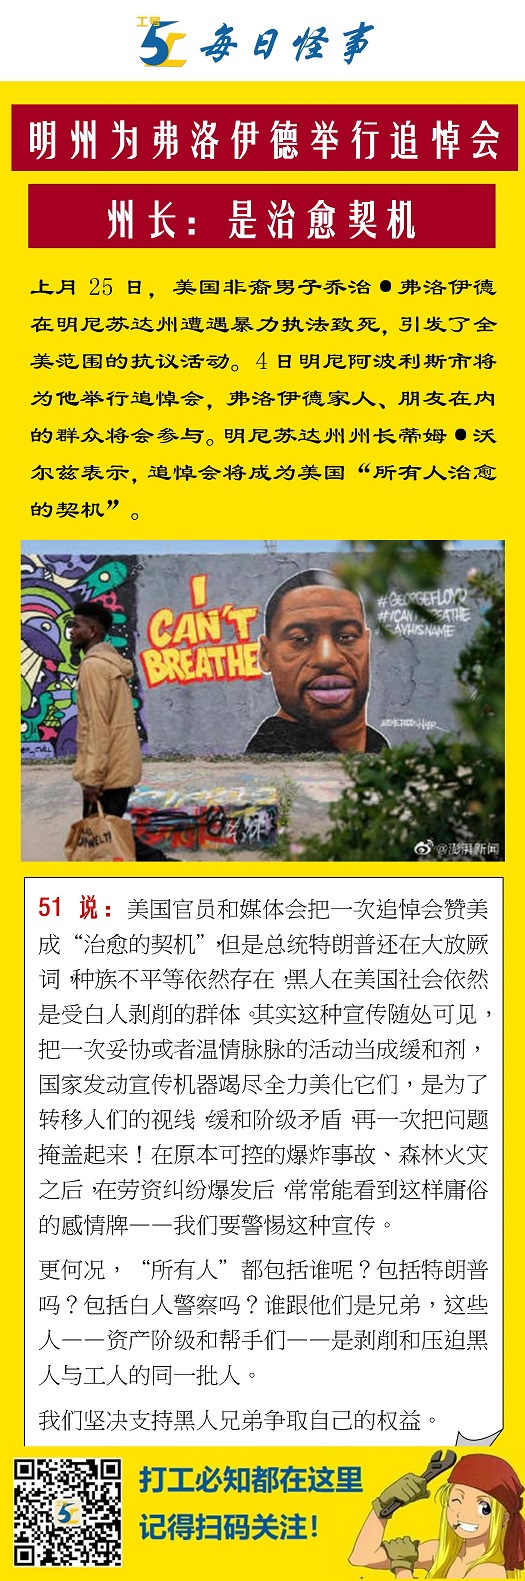 工号
51
每日怪事
明州为弗洛伊德举行追悼会
州长：是治愈契机
上月 25 日，美国非裔男子乔治●弗洛伊德
在明尼苏达州遭遇暴力执法致死，引发了全
美范围的抗议活动。4 日明尼阿波利斯市将
为他举行追悼会，弗洛伊德家人、朋友在内
的群众将会参与。明尼苏达州州长蒂姆●沃
尔兹表示，追悼会将成为美国“所有人治愈
的契机”。
I
CAN'T
BREATHE
#GEORGEFLOYD
#ICANTBREATHE
#SAYHISNAME
@澎湃新闻
51 说：美国官员和媒体会把一次追悼会赞美
成“治愈的契机”，但是总统特朗普还在大放厥
词，种族不平等依然存在，黑人在美国社会依然
是受白人剥削的群体。其实这种宣传随处可见，
把一次妥协或者温情脉脉的活动当成缓和剂，
国家发动宣传机器竭尽全力美化它们，是为了
转移人们的视线，缓和阶级矛盾，再一次把问题
掩盖起来！在原本可控的爆炸事故、森林火灾
之后，在劳资纠纷爆发后，常常能看到这样庸俗
的感情牌——我们要警惕这种宣传。
更何况，“所有人”都包括谁呢？包括特朗普
吗？包括白人警察吗？谁跟他们是兄弟，这些
人——资产阶级和帮手们——是剥削和压迫黑
人与工人的同一批人。
我们坚决支持黑人兄弟争取自己的权益。
打工必知都在这里
记得扫码关注！